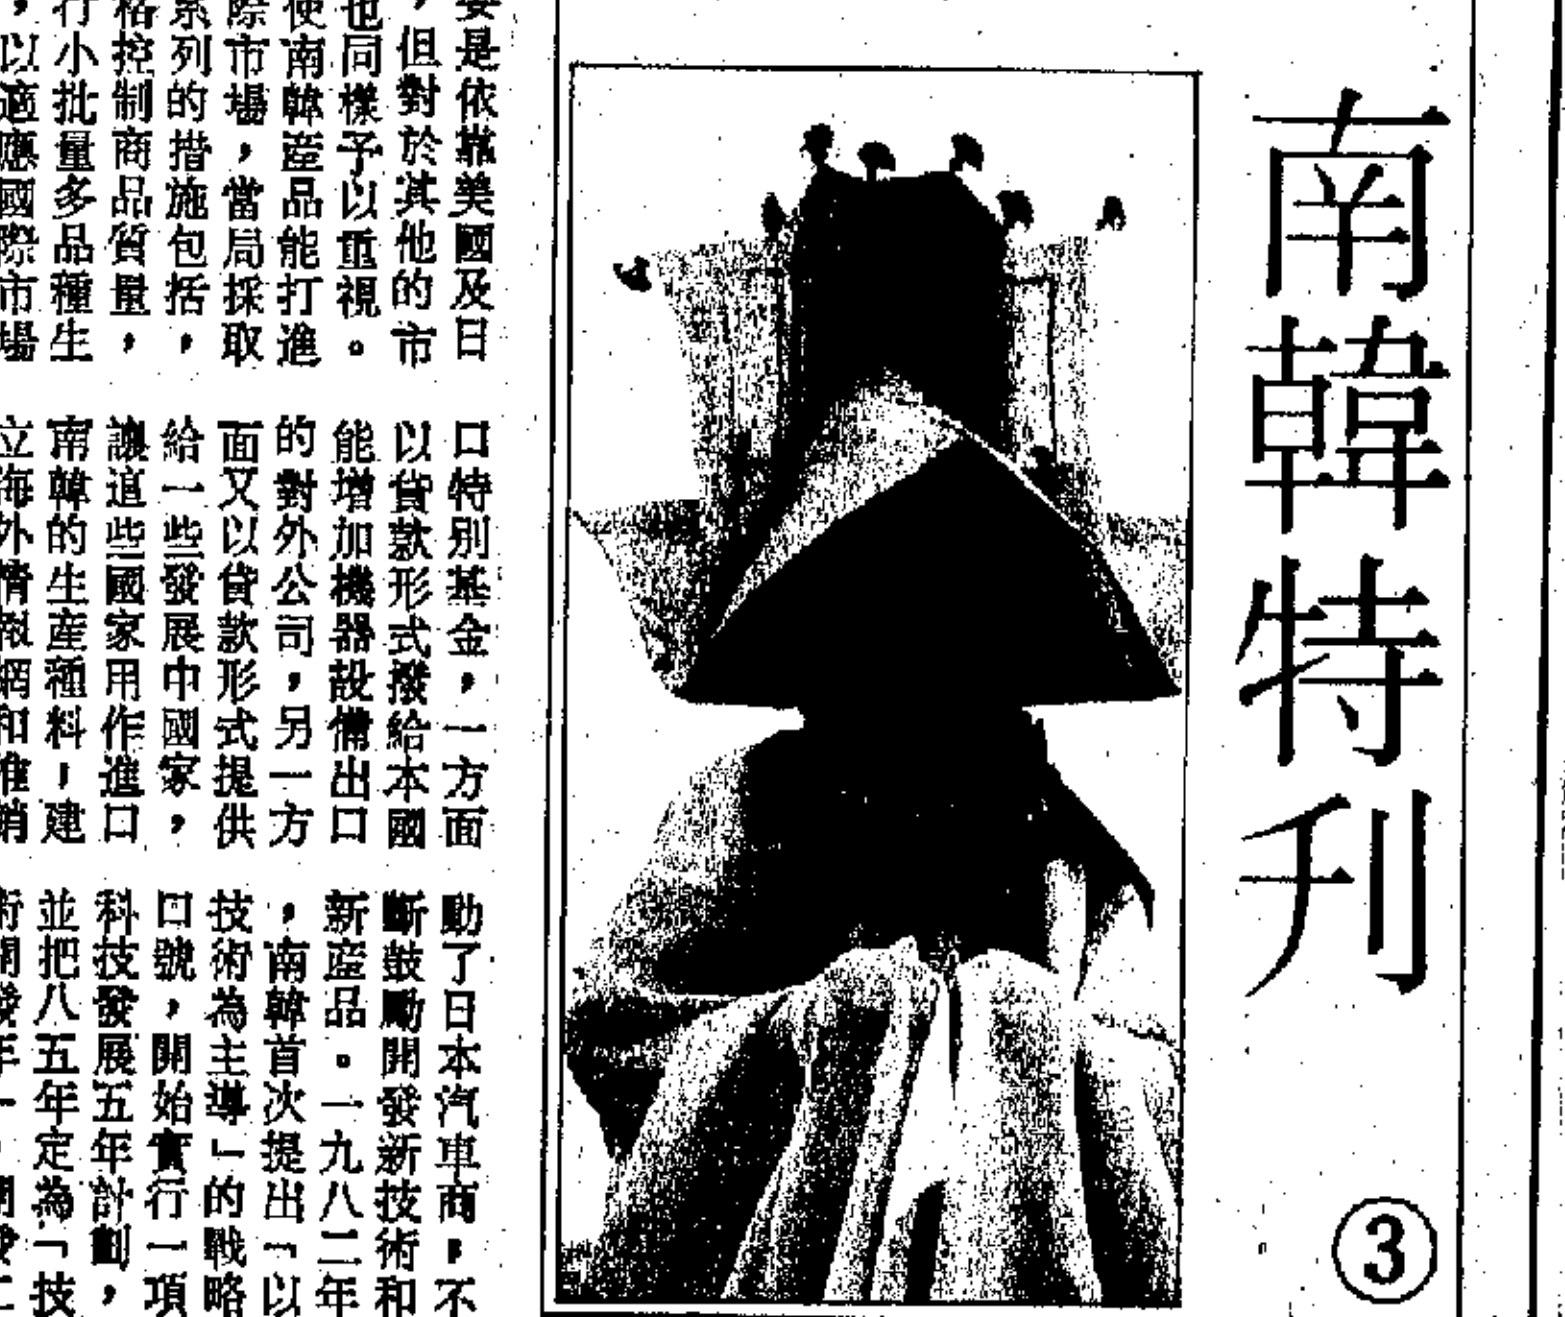 南韓特刊
③
是依靠美國及日
，但對於其他的市
也同樣予以重視。
使南韓産品能打進
際市場，當局採取
系列的措施包括，
格控制商品質量，
行小批量多品種生
，以適應國際市場
口特別基金，一方面
以貸款形式撥給本國
能增加機器設備出口
的對外公司，另一方
面又以貸款形式提供
給一些發展中國家，
讓這些國家用作進口
南韓的生産種料，建
立海外情報網和推銷
動了日本汽車商，不
斷鼓勵開發新技術和
新産品。一九八二年
，南韓首次提出「以
技術為主導」的戰略
口號，開始實行一項
科技發展五年計劃，
並把八五年定為「技
術開發年」，開發